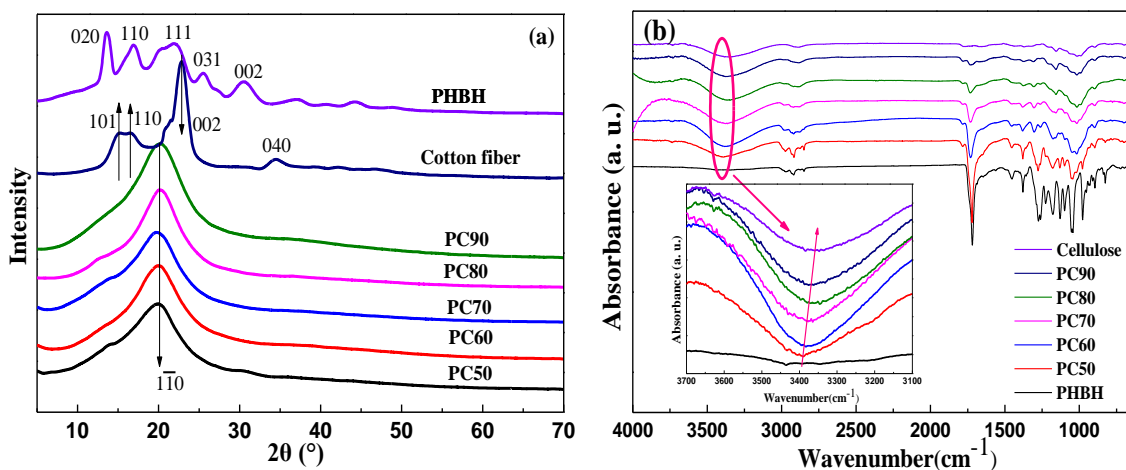 (a)
020
110
111
031
002
PHBH
101
110
002
040
Cotton fiber
PC90
PC80
PC70
PC60
PC50
11̅0
Intensity
10 20 30 40 50 60 70
2θ (°)
(b)
Absorbance (a. u.)
Absorbance (a. u.)
3700 3600 3500 3400 3300 3200 3100
Wavenumber(cm-1)
Cellulose
PC90
PC80
PC70
PC60
PC50
PHBH
4000 3500 3000 2500 2000 1500 1000
Wavenumber(cm-1)